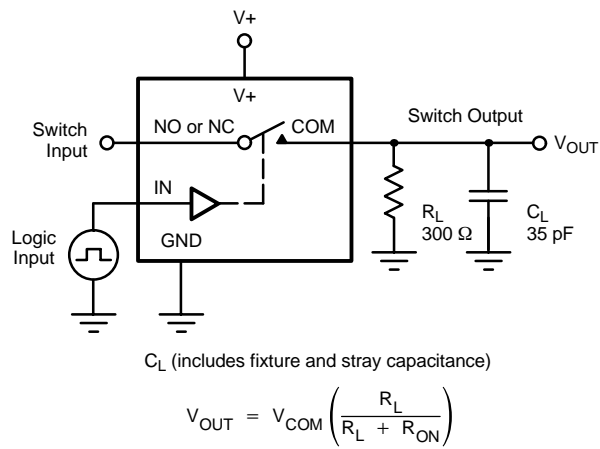 V+
V+
Switch Output
Switch
Input
NO or NC
COM
V_OUT
IN
R_L
300 Ω
C_L
35 pF
Logic
Input
GND
C_L (includes fixture and stray capacitance)
V_OUT = V_COM (R_L / (R_L + R_ON))